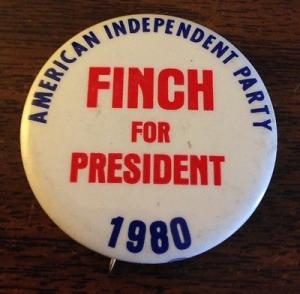 AMERICAN INDEPENDENT PARTY
FINCH
FOR
PRESIDENT
1980